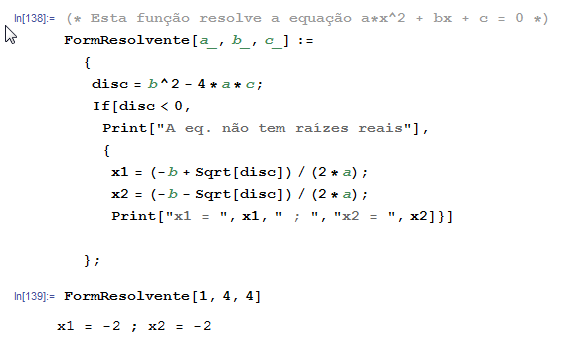 In[138]:= (* Esta função resolve a equação a*x^2 + bx + c = 0 *)
FormResolvente[a_, b_, c_] :=
{
disc = b^2 - 4 * a * c;
If[disc < 0,
Print["A eq. não tem raízes reais"],
{
x1 = (-b + Sqrt[disc]) / (2 * a);
x2 = (-b - Sqrt[disc]) / (2 * a);
Print["x1 = ", x1, " ; ", "x2 = ", x2]}]
};
In[139]:= FormResolvente[1, 4, 4]
x1 = -2 ; x2 = -2